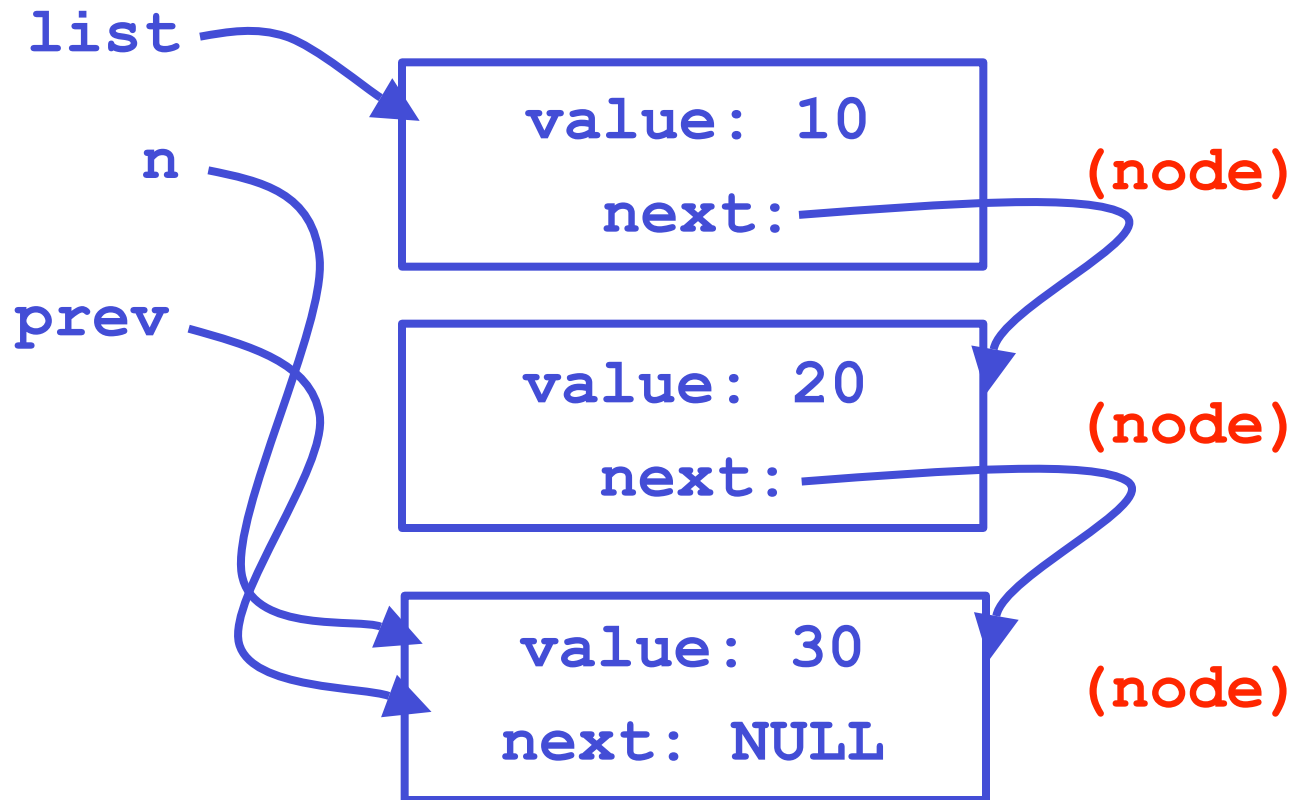 list
value: 10
n
(node)
next:
prev
value: 20
(node)
next:
value: 30
(node)
next: NULL